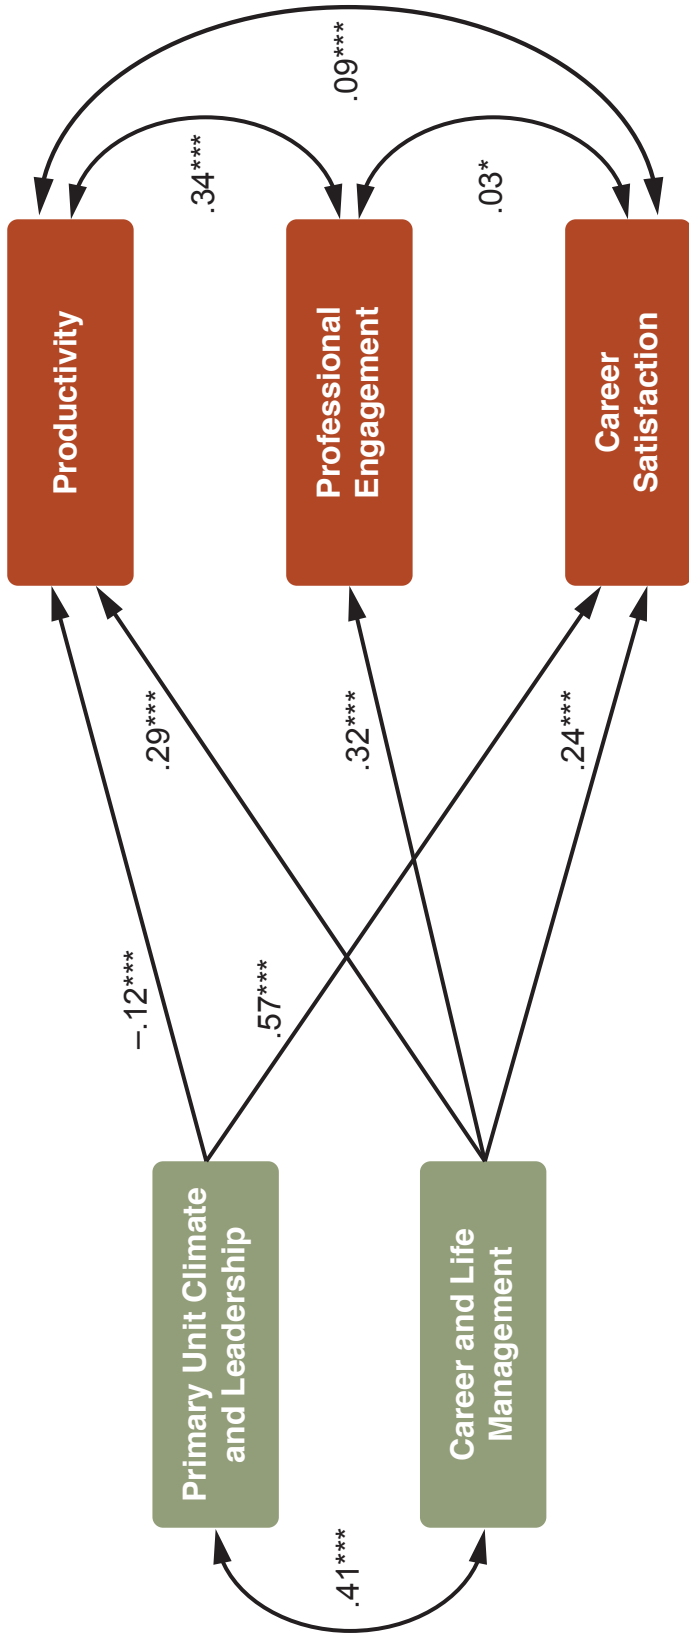 .41***
Primary Unit Climate
and Leadership
Career and Life
Management
–.12***
.57***
.29***
.32***
.24***
Productivity
Professional
Engagement
Career
Satisfaction
.34***
.03*
.09***